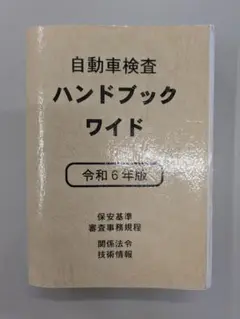 自動車検査
ハンドブック
ワイド
令和6年版
保安基準
審査事務規程
関係法令
技術情報